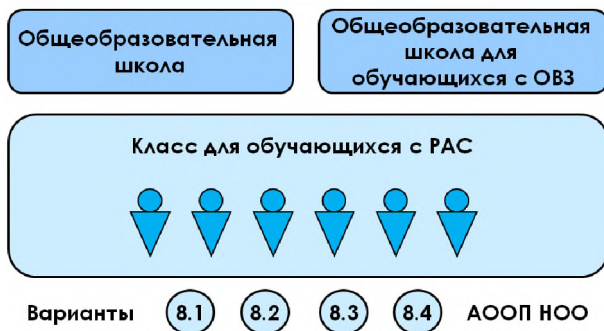 Общеобразовательная
школа
Общеобразовательная
школа для
обучающихся с ОВЗ
Класс для обучающихся с РАС
Варианты 8.1 8.2 8.3 8.4 АООП НОО